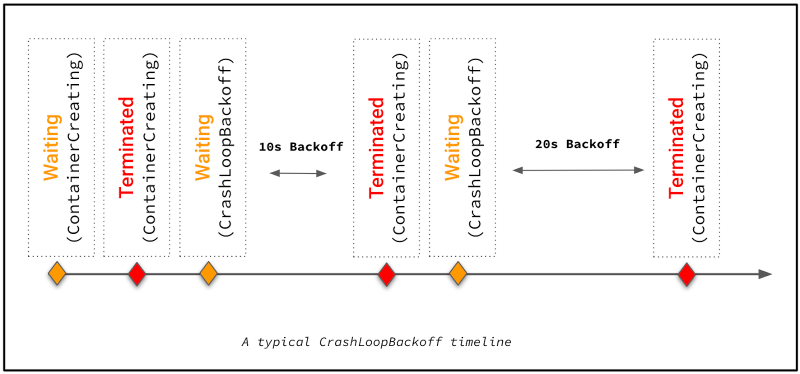 Waiting
(ContainerCreating)
Terminated
(ContainerCreating)
Waiting
(CrashLoopBackoff)
10s Backoff
Terminated
(ContainerCreating)
Waiting
(CrashLoopBackoff)
20s Backoff
Terminated
(ContainerCreating)
A typical CrashLoopBackoff timeline